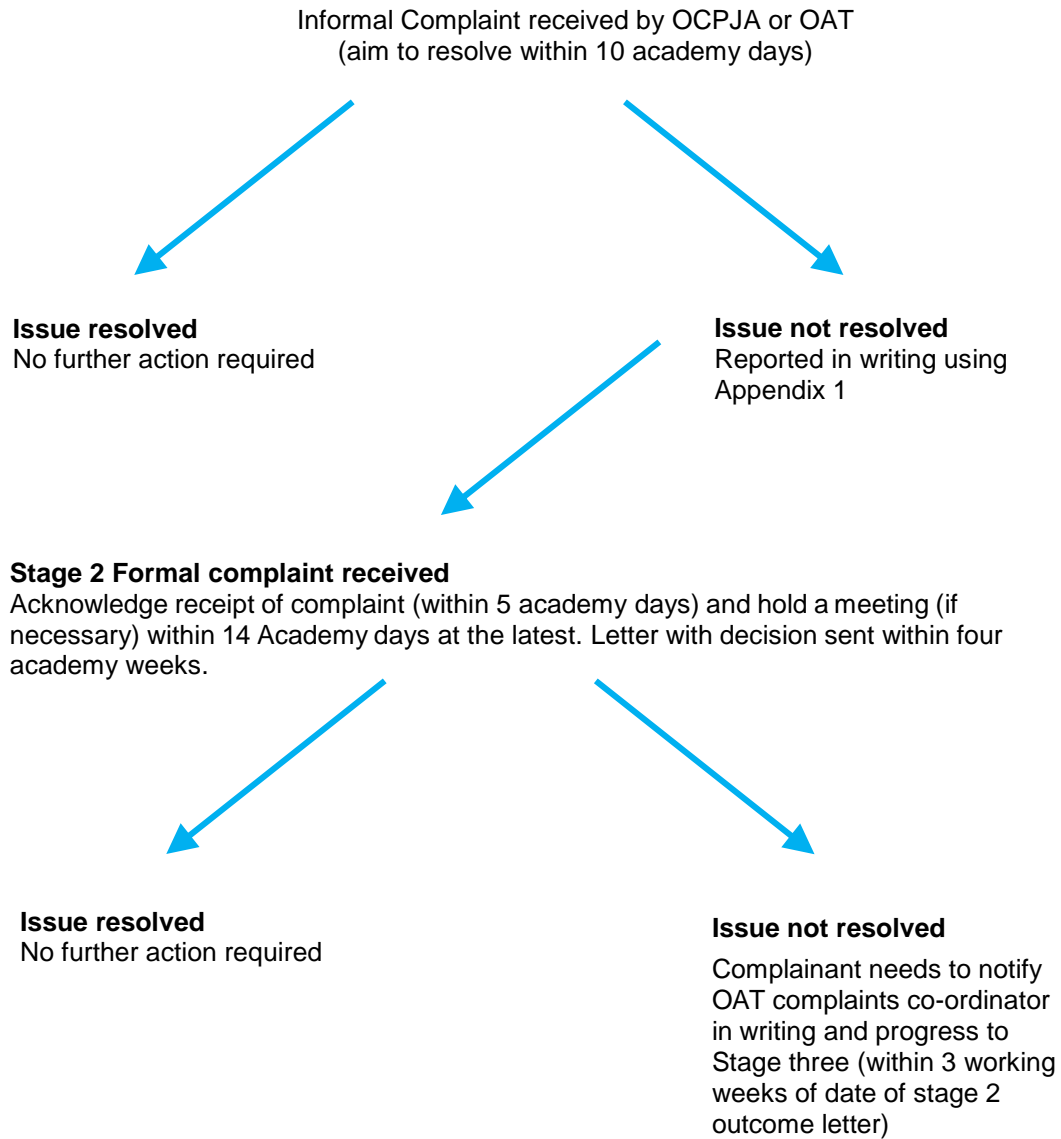 Informal Complaint received by OCPJA or OAT
(aim to resolve within 10 academy days)
Issue resolved
No further action required
Issue not resolved
Reported in writing using
Appendix 1
Stage 2 Formal complaint received
Acknowledge receipt of complaint (within 5 academy days) and hold a meeting (if
necessary) within 14 Academy days at the latest. Letter with decision sent within four
academy weeks.
Issue resolved
No further action required
Issue not resolved
Complainant needs to notify
OAT complaints co-ordinator
in writing and progress to
Stage three (within 3 working
weeks of date of stage 2
outcome letter)